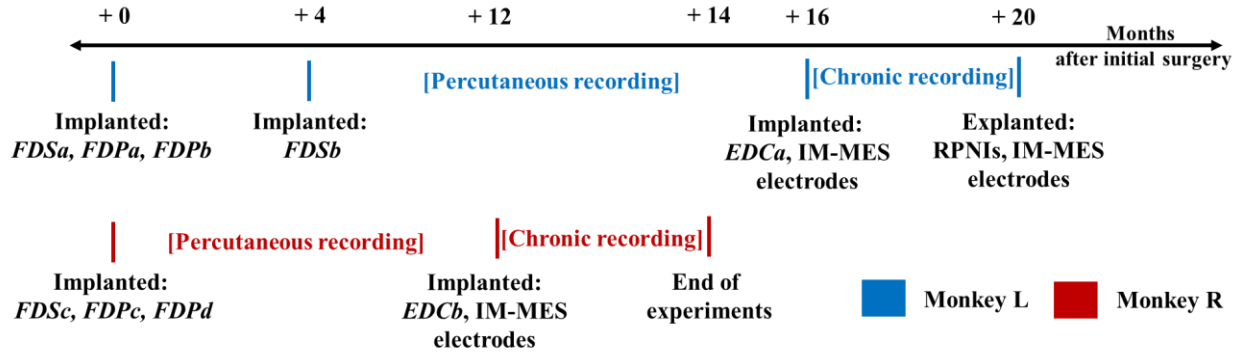 + 0 + 4 + 12 + 14 + 16 + 20
Months
after initial surgery
[Percutaneous recording] [Chronic recording]
Implanted: Implanted: Implanted: Explanted:
FDSa, FDPa, FDPb FDSb EDCa, IM-MES RPNIs, IM-MES
electrodes electrodes
[Percutaneous recording] [Chronic recording]
Implanted: Implanted: End of
FDSc, FDPc, FDPd EDCb, IM-MES experiments
electrodes
Monkey L Monkey R